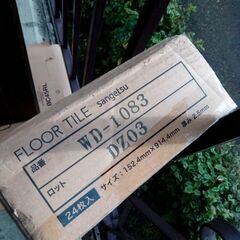 FLOOR TILE sangetsu
品番 WD-1083
ロット DZ03
サイズ:152.4mm×914.4mm 厚み 2.5mm
24枚入